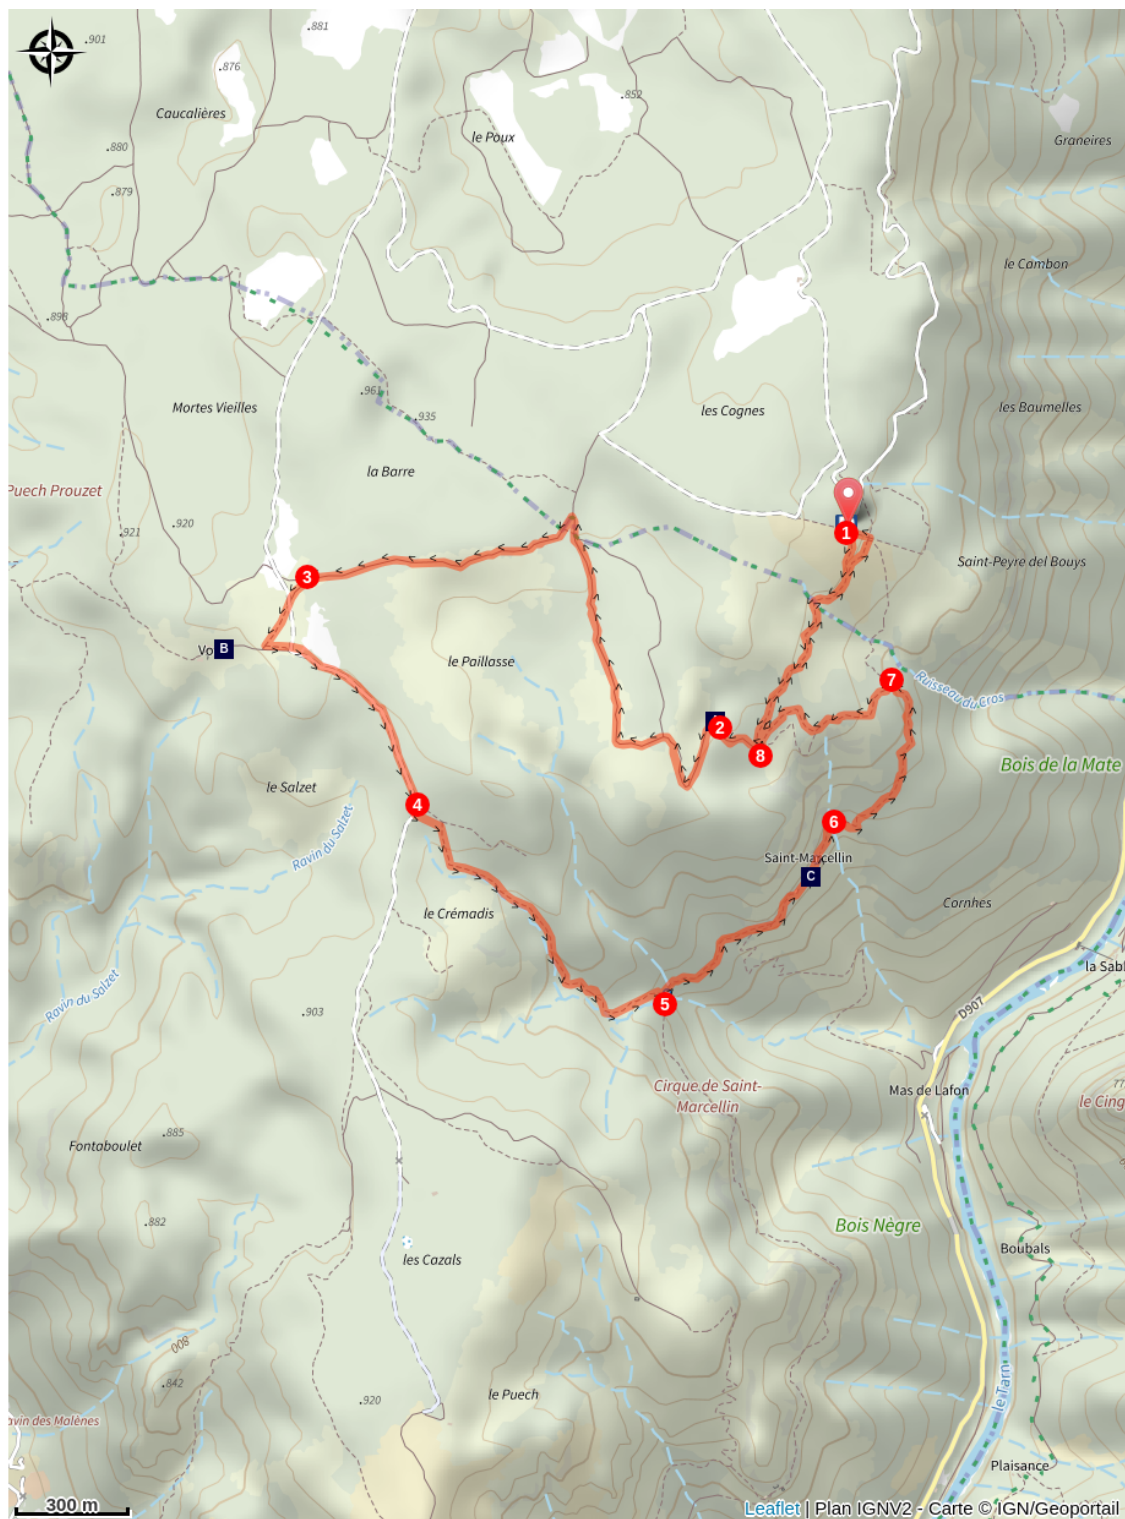 .881
.901
.876
.852
Caucalières
le Poux
Graneires
.880
.879
le Cambon
.898
.961
Mortes Vieilles
les Cognes
les Baumelles
.935
la Barre
Puech Prouzet
.920
.921
1
Saint-Peyre del Bouys
3
B
le Paillasse
7
Ruisseau du Cros
2
8
Bois de la Mate
le Salzet
4
6
Ravin du Salzet
Saint-Marcellin
C
le Crémadis
Cornhes
Ravin du Salzet
5
D907
.903
Cirque de Saint-
Marcellin
Mas de Lafon
Fontaboulet
.885
.882
Bois Nègre
Boubals
les Cazals
800
.842
.920
le Puech
le Tarn
Plaisance
300 m
Leaflet | Plan IGNV2 - Carte © IGN/Geoportail